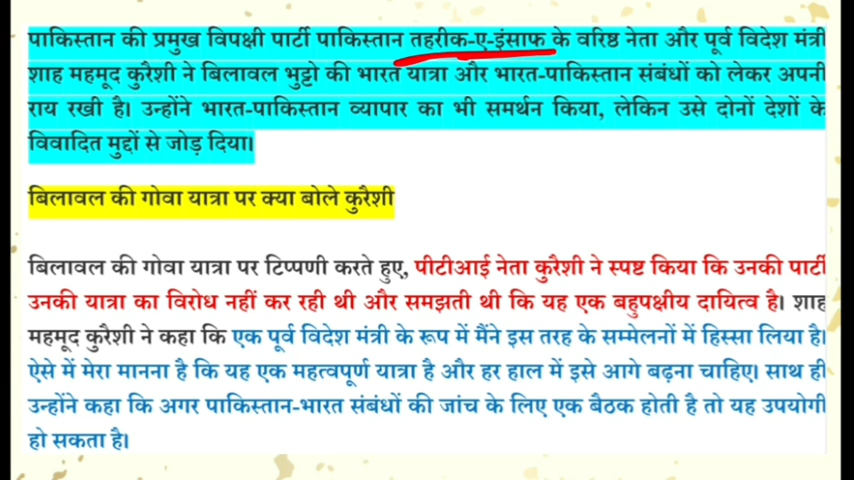 पाकिस्तान की प्रमुख विपक्षी पार्टी पाकिस्तान तहरीक-ए-इंसाफ के वरिष्ठ नेता और पूर्व विदेश मंत्री
शाह महमूद कुरैशी ने बिलावल भुट्टो की भारत यात्रा और भारत-पाकिस्तान संबंधों को लेकर अपनी
राय रखी है। उन्होंने भारत-पाकिस्तान व्यापार का भी समर्थन किया, लेकिन उसे दोनों देशों के
विवादित मुद्दों से जोड़ दिया।
बिलावल की गोवा यात्रा पर क्या बोले कुरैशी
बिलावल की गोवा यात्रा पर टिप्पणी करते हुए, पीटीआई नेता कुरैशी ने स्पष्ट किया कि उनकी पार्टी
उनकी यात्रा का विरोध नहीं कर रही थी और समझती थी कि यह एक बहुपक्षीय दायित्व है। शाह
महमूद कुरैशी ने कहा कि एक पूर्व विदेश मंत्री के रूप में मैंने इस तरह के सम्मेलनों में हिस्सा लिया है।
ऐसे में मेरा मानना है कि यह एक महत्वपूर्ण यात्रा है और हर हाल में इसे आगे बढ़ना चाहिए। साथ ही
उन्होंने कहा कि अगर पाकिस्तान-भारत संबंधों की जांच के लिए एक बैठक होती है तो यह उपयोगी
हो सकता है।